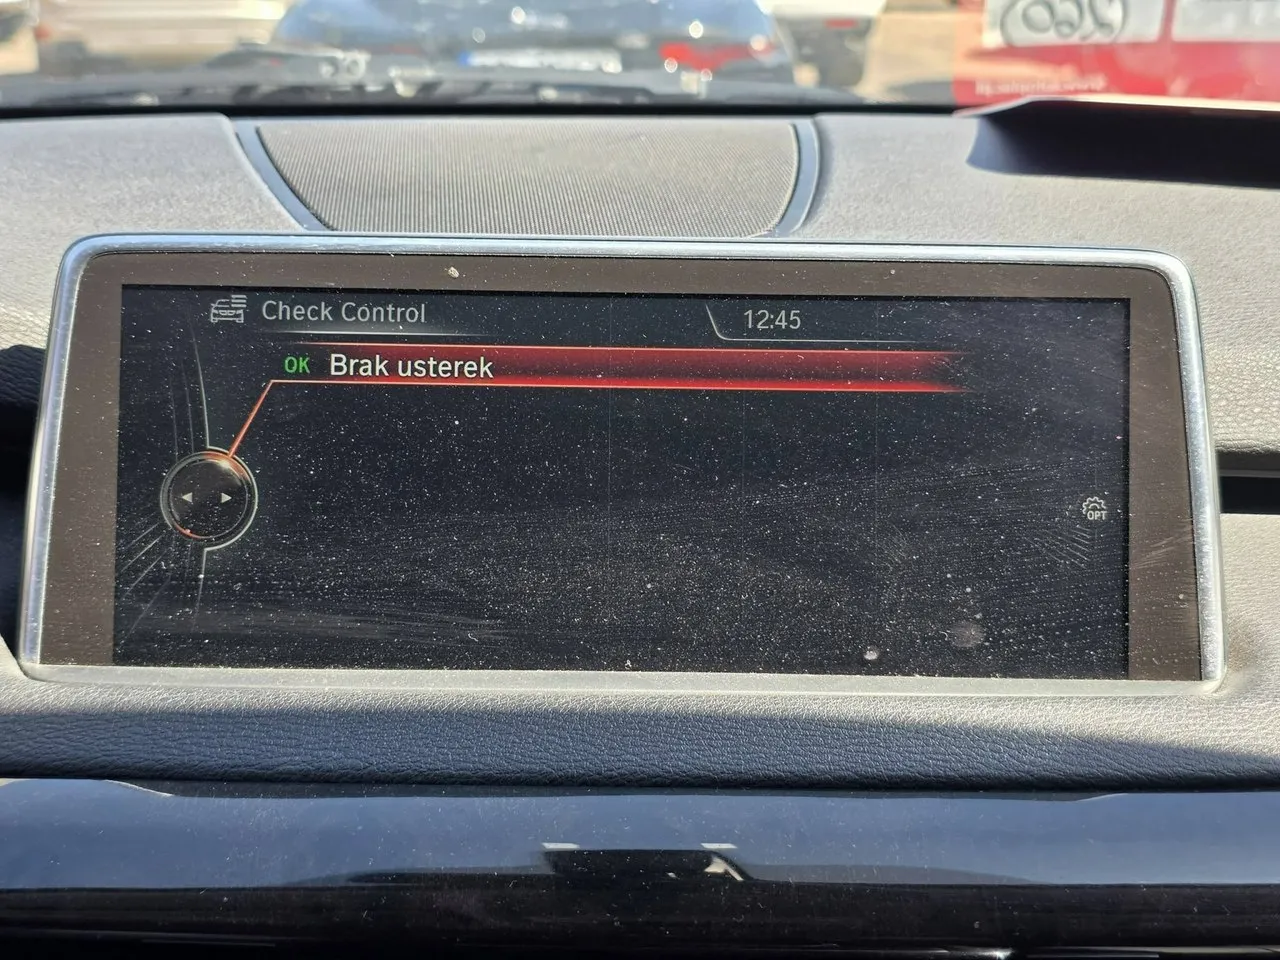 Check Control
12:45
OK Brak usterek
OPT